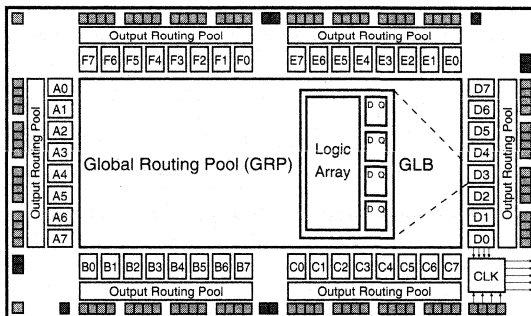 Output Routing Pool
Output Routing Pool
F7 F6 F5 F4 F3 F2 F1 F0
E7 E6 E5 E4 E3 E2 E1 E0
Output Routing Pool
A0
A1
A2
A3
A4
A5
A6
A7
Global Routing Pool (GRP)
Logic
Array
D Q
D Q
D Q
D Q
GLB
D7
D6
D5
D4
D3
D2
D1
D0
Output Routing Pool
CLK
B0 B1 B2 B3 B4 B5 B6 B7
C0 C1 C2 C3 C4 C5 C6 C7
Output Routing Pool
Output Routing Pool